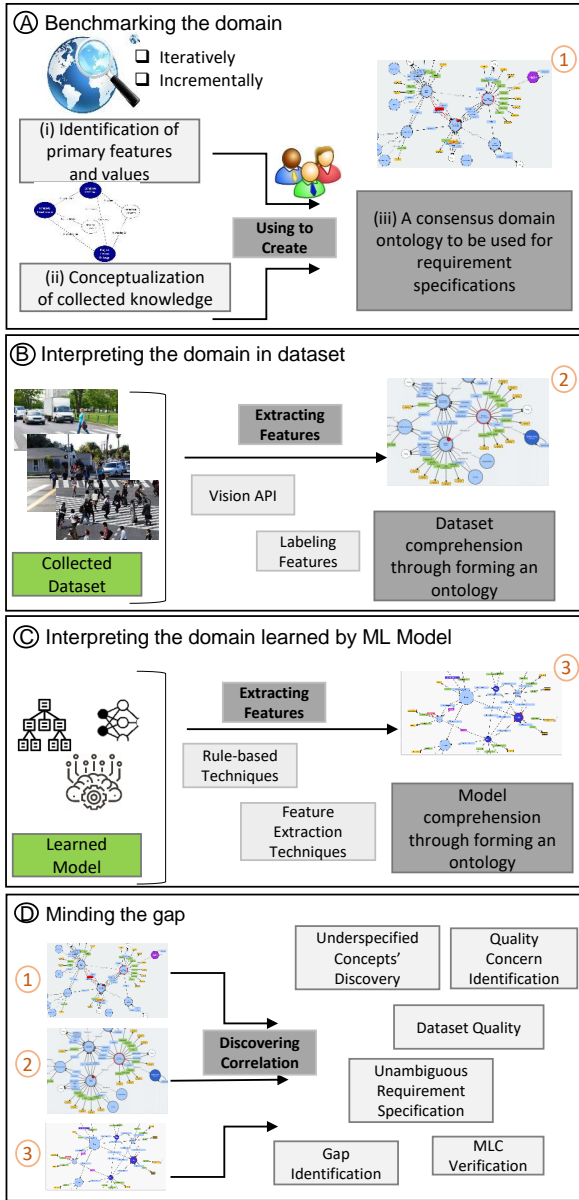 A Benchmarking the domain
Iteratively
Incrementally
1
(i) Identification of
primary features
and values
(ii) Conceptualization
of collected knowledge
Using to
Create
(iii) A consensus domain
ontology to be used for
requirement
specifications
B Interpreting the domain in dataset
2
Extracting
Features
Vision API
Labeling
Features
Collected
Dataset
Dataset
comprehension
through forming an
ontology
C Interpreting the domain learned by ML Model
3
Extracting
Features
Rule-based
Techniques
Feature
Extraction
Techniques
Learned
Model
Model
comprehension
through forming an
ontology
D Minding the gap
1
2
3
Discovering
Correlation
Underspecified
Concepts’
Discovery
Quality
Concern
Identification
Dataset Quality
Unambiguous
Requirement
Specification
Gap
Identification
MLC
Verification